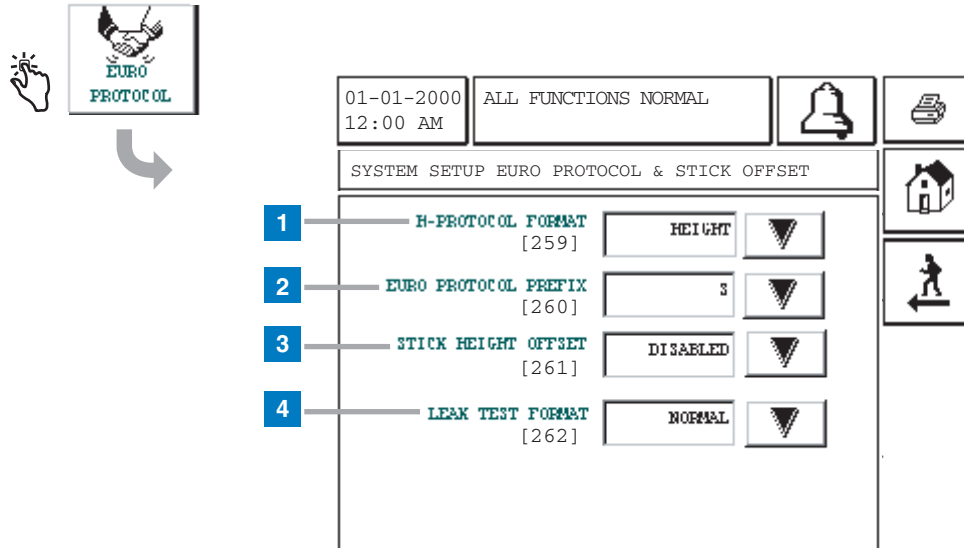 EURO
PROTOCOL
01-01-2000
12:00 AM
ALL FUNCTIONS NORMAL
SYSTEM SETUP EURO PROTOCOL & STICK OFFSET
1
H-PROTOCOL FORMAT
[259]
HEIGHT
2
EURO PROTOCOL PREFIX
[260]
S
3
STICK HEIGHT OFFSET
[261]
DISABLED
4
LEAK TEST FORMAT
[262]
NORMAL